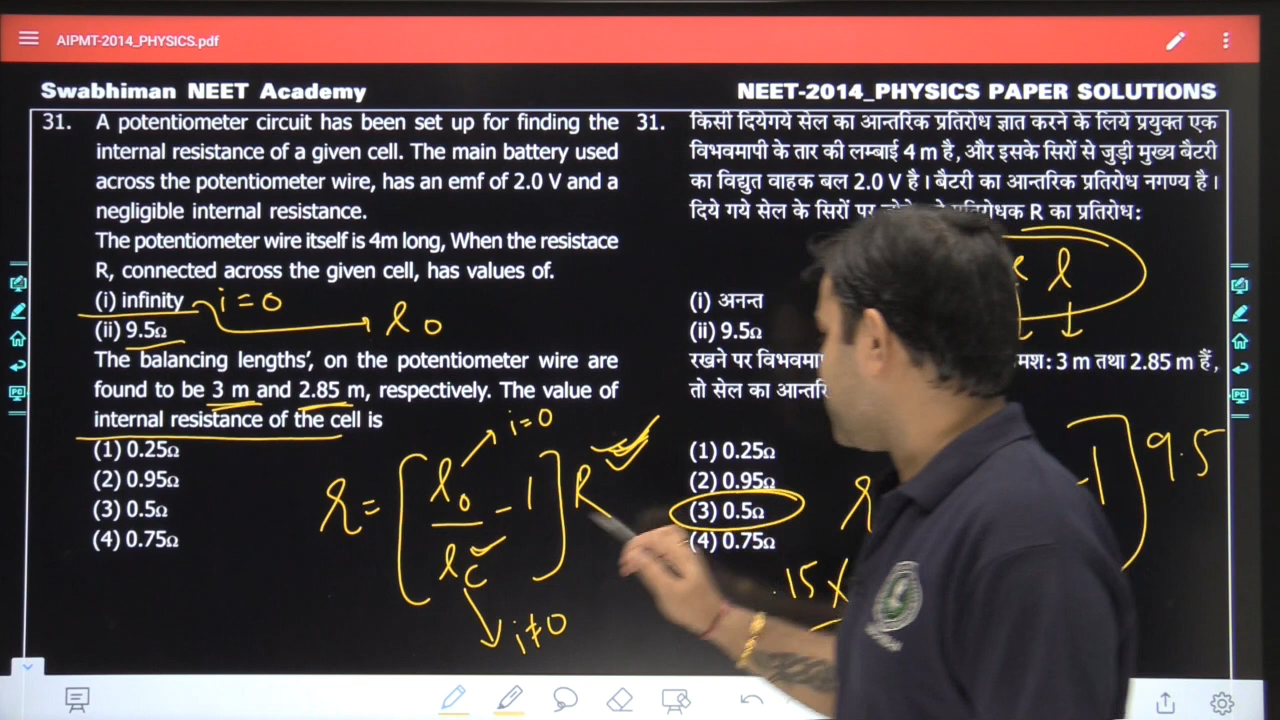 AIPMT-2014_PHYSICS.pdf
Swabhiman NEET Academy
NEET-2014_PHYSICS PAPER SOLUTIONS
31. A potentiometer circuit has been set up for finding the
internal resistance of a given cell. The main battery used
across the potentiometer wire, has an emf of 2.0 V and a
negligible internal resistance.
The potentiometer wire itself is 4m long, When the resistace
R, connected across the given cell, has values of.
(i) infinity i = 0
(ii) 9.5Ω l0
The balancing lengths', on the potentiometer wire are
found to be 3 m and 2.85 m, respectively. The value of
internal resistance of the cell is
(1) 0.25Ω
(2) 0.95Ω
(3) 0.5Ω
(4) 0.75Ω
i=0
r = [l0/lC - 1] R
i≠0
31. किसी दियेगये सेल का आन्तरिक प्रतिरोध ज्ञात करने के लिये प्रयुक्त एक
विभवमापी के तार की लम्बाई 4 m है, और इसके सिरों से जुड़ी मुख्य बैटरी
का विद्युत वाहक बल 2.0 V है। बैटरी का आन्तरिक प्रतिरोध नगण्य है।
दिये गये सेल के सिरों पर प्रतिरोधक R का प्रतिरोध:
l
(i) अनन्त
(ii) 9.5Ω
रखने पर 3 m तथा 2.85 m हैं,
तो सेल का
(1) 0.25Ω
(2) 0.95Ω
(3) 0.5Ω
(4) 0.75Ω
r -1] 9.5
.15 X
PC
PC